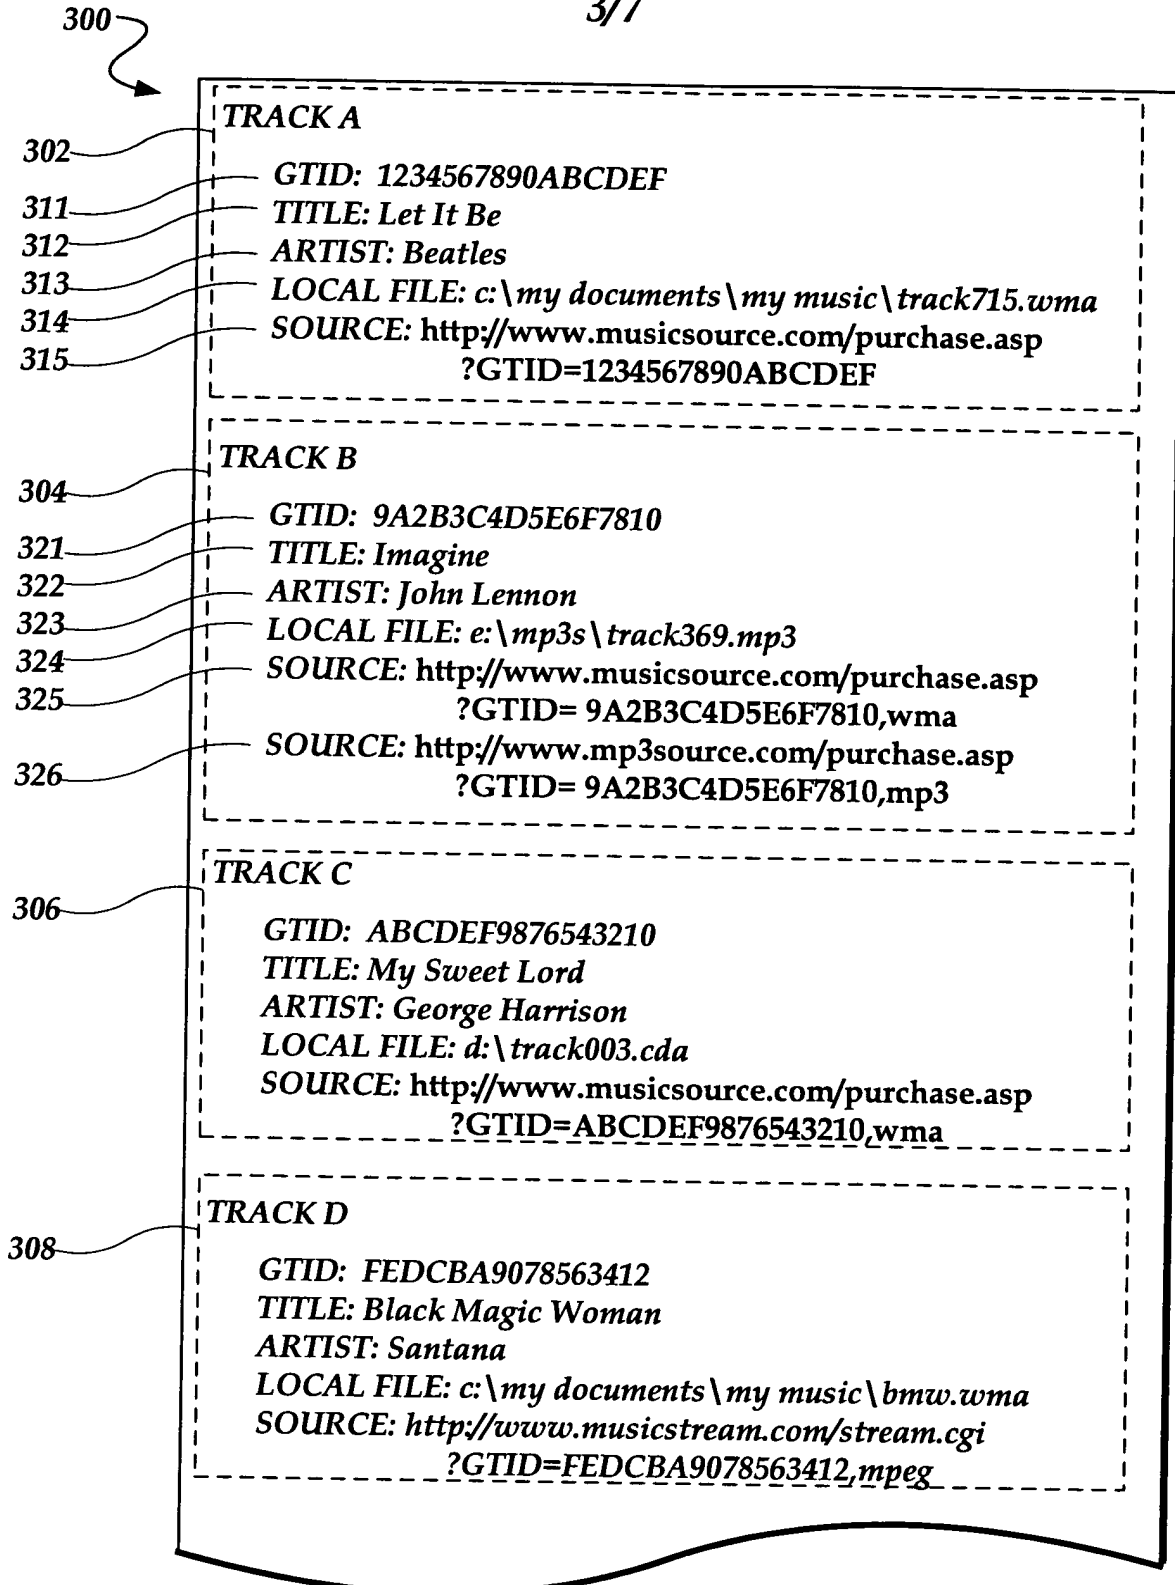 3/7
300
TRACK A
302
GTID: 1234567890ABCDEF
311
TITLE: Let It Be
312
ARTIST: Beatles
313
LOCAL FILE: c:\my documents\my music\track715.wma
314
SOURCE: http://www.musicsource.com/purchase.asp
315
?GTID=1234567890ABCDEF
TRACK B
304
GTID: 9A2B3C4D5E6F7810
321
TITLE: Imagine
322
ARTIST: John Lennon
323
LOCAL FILE: e:\mp3s\track369.mp3
324
SOURCE: http://www.musicsource.com/purchase.asp
325
?GTID= 9A2B3C4D5E6F7810,wma
SOURCE: http://www.mp3source.com/purchase.asp
326
?GTID= 9A2B3C4D5E6F7810,mp3
TRACK C
306
GTID: ABCDEF9876543210
TITLE: My Sweet Lord
ARTIST: George Harrison
LOCAL FILE: d:\track003.cda
SOURCE: http://www.musicsource.com/purchase.asp
?GTID=ABCDEF9876543210,wma
TRACK D
308
GTID: FEDCBA9078563412
TITLE: Black Magic Woman
ARTIST: Santana
LOCAL FILE: c:\my documents\my music\bmw.wma
SOURCE: http://www.musicstream.com/stream.cgi
?GTID=FEDCBA9078563412,mpeg